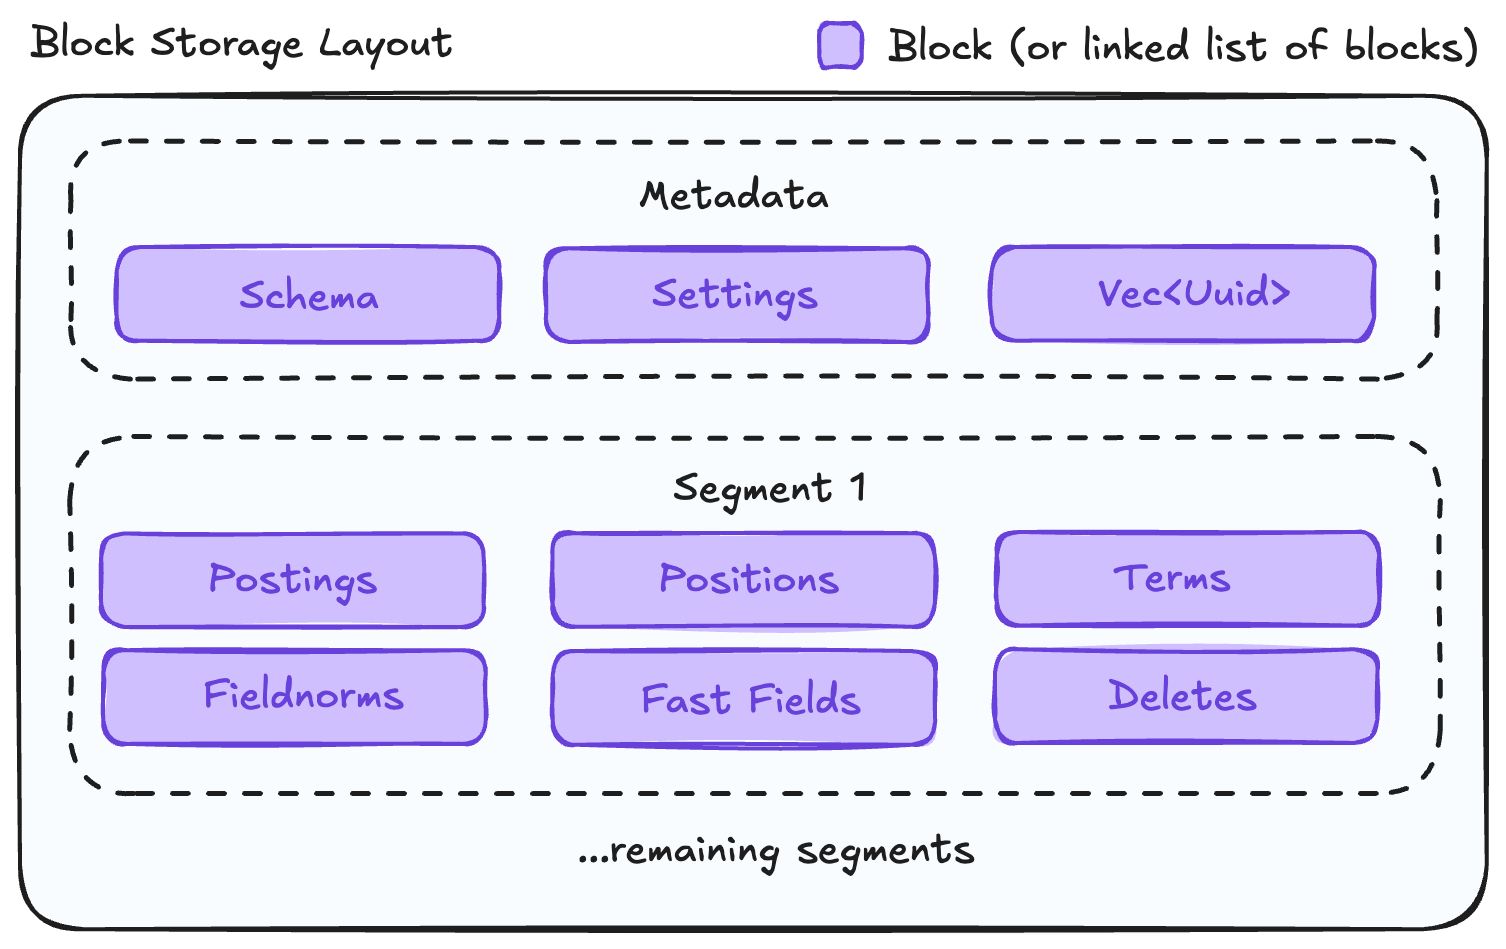 Block Storage Layout
Block (or linked list of blocks)
Metadata
Schema
Settings
Vec<Uuid>
Segment 1
Postings
Positions
Terms
Fieldnorms
Fast Fields
Deletes
...remaining segments